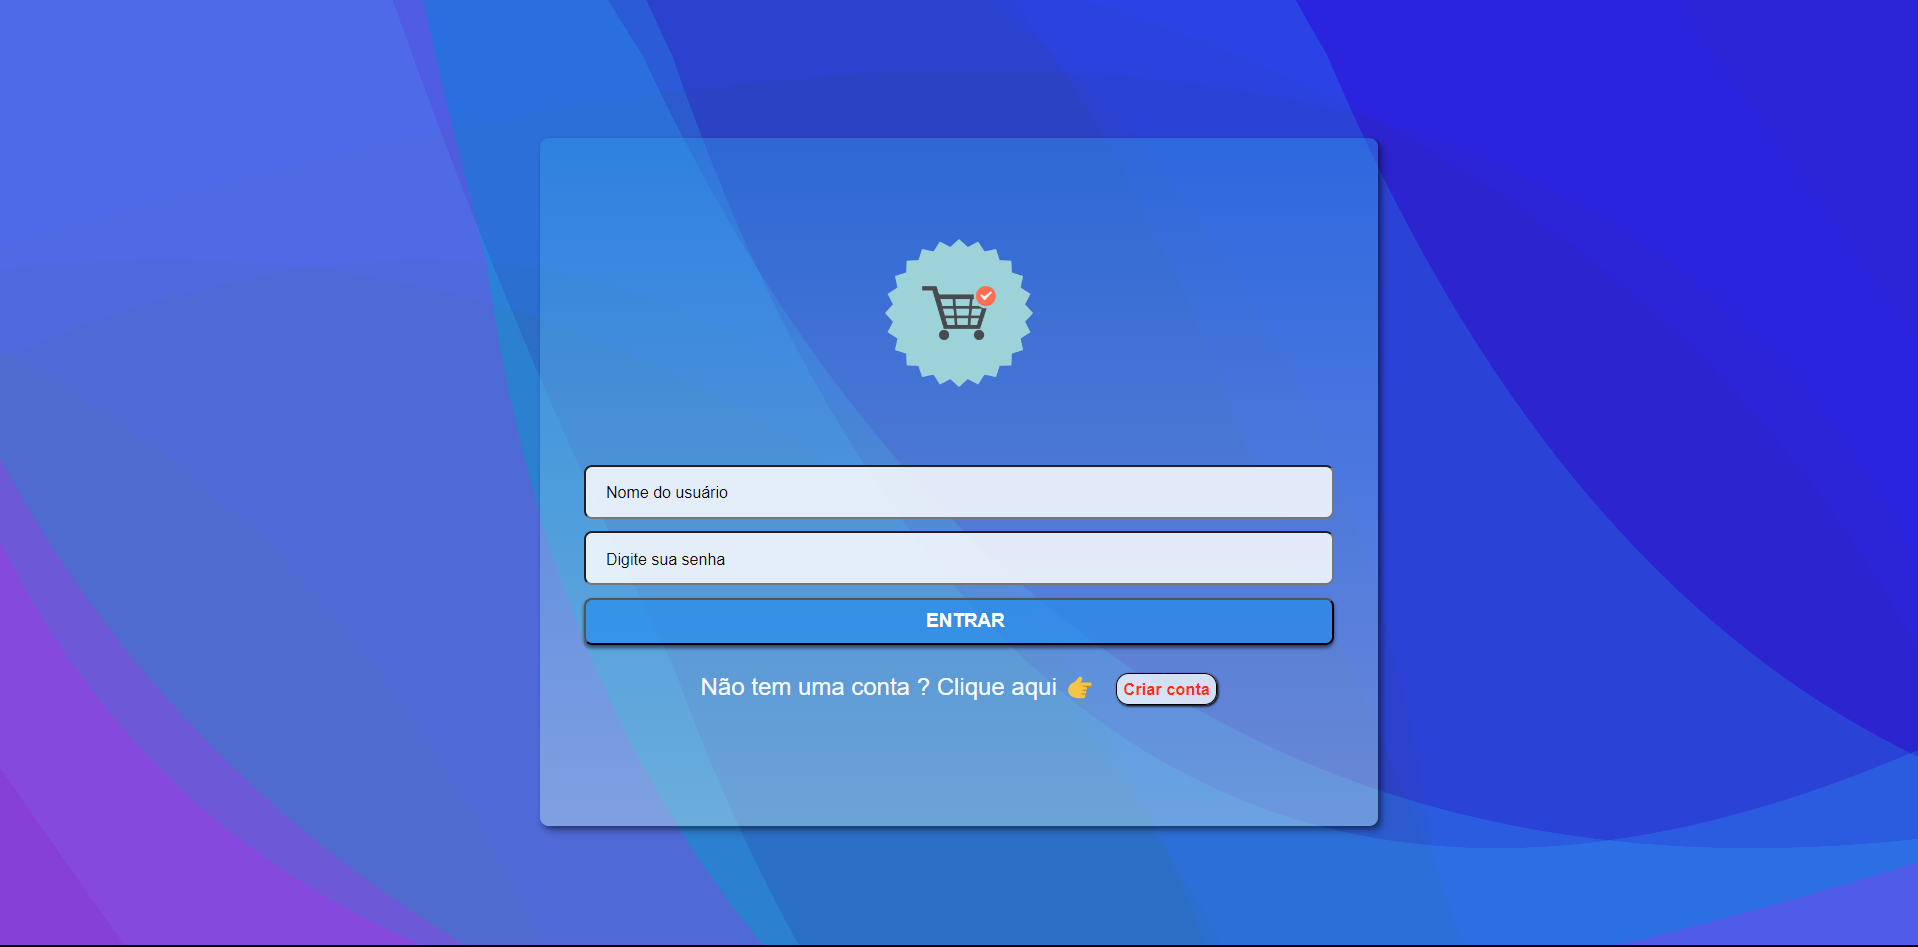 Nome do usuário
Digite sua senha
ENTRAR
Não tem uma conta ? Clique aqui 👉 Criar conta